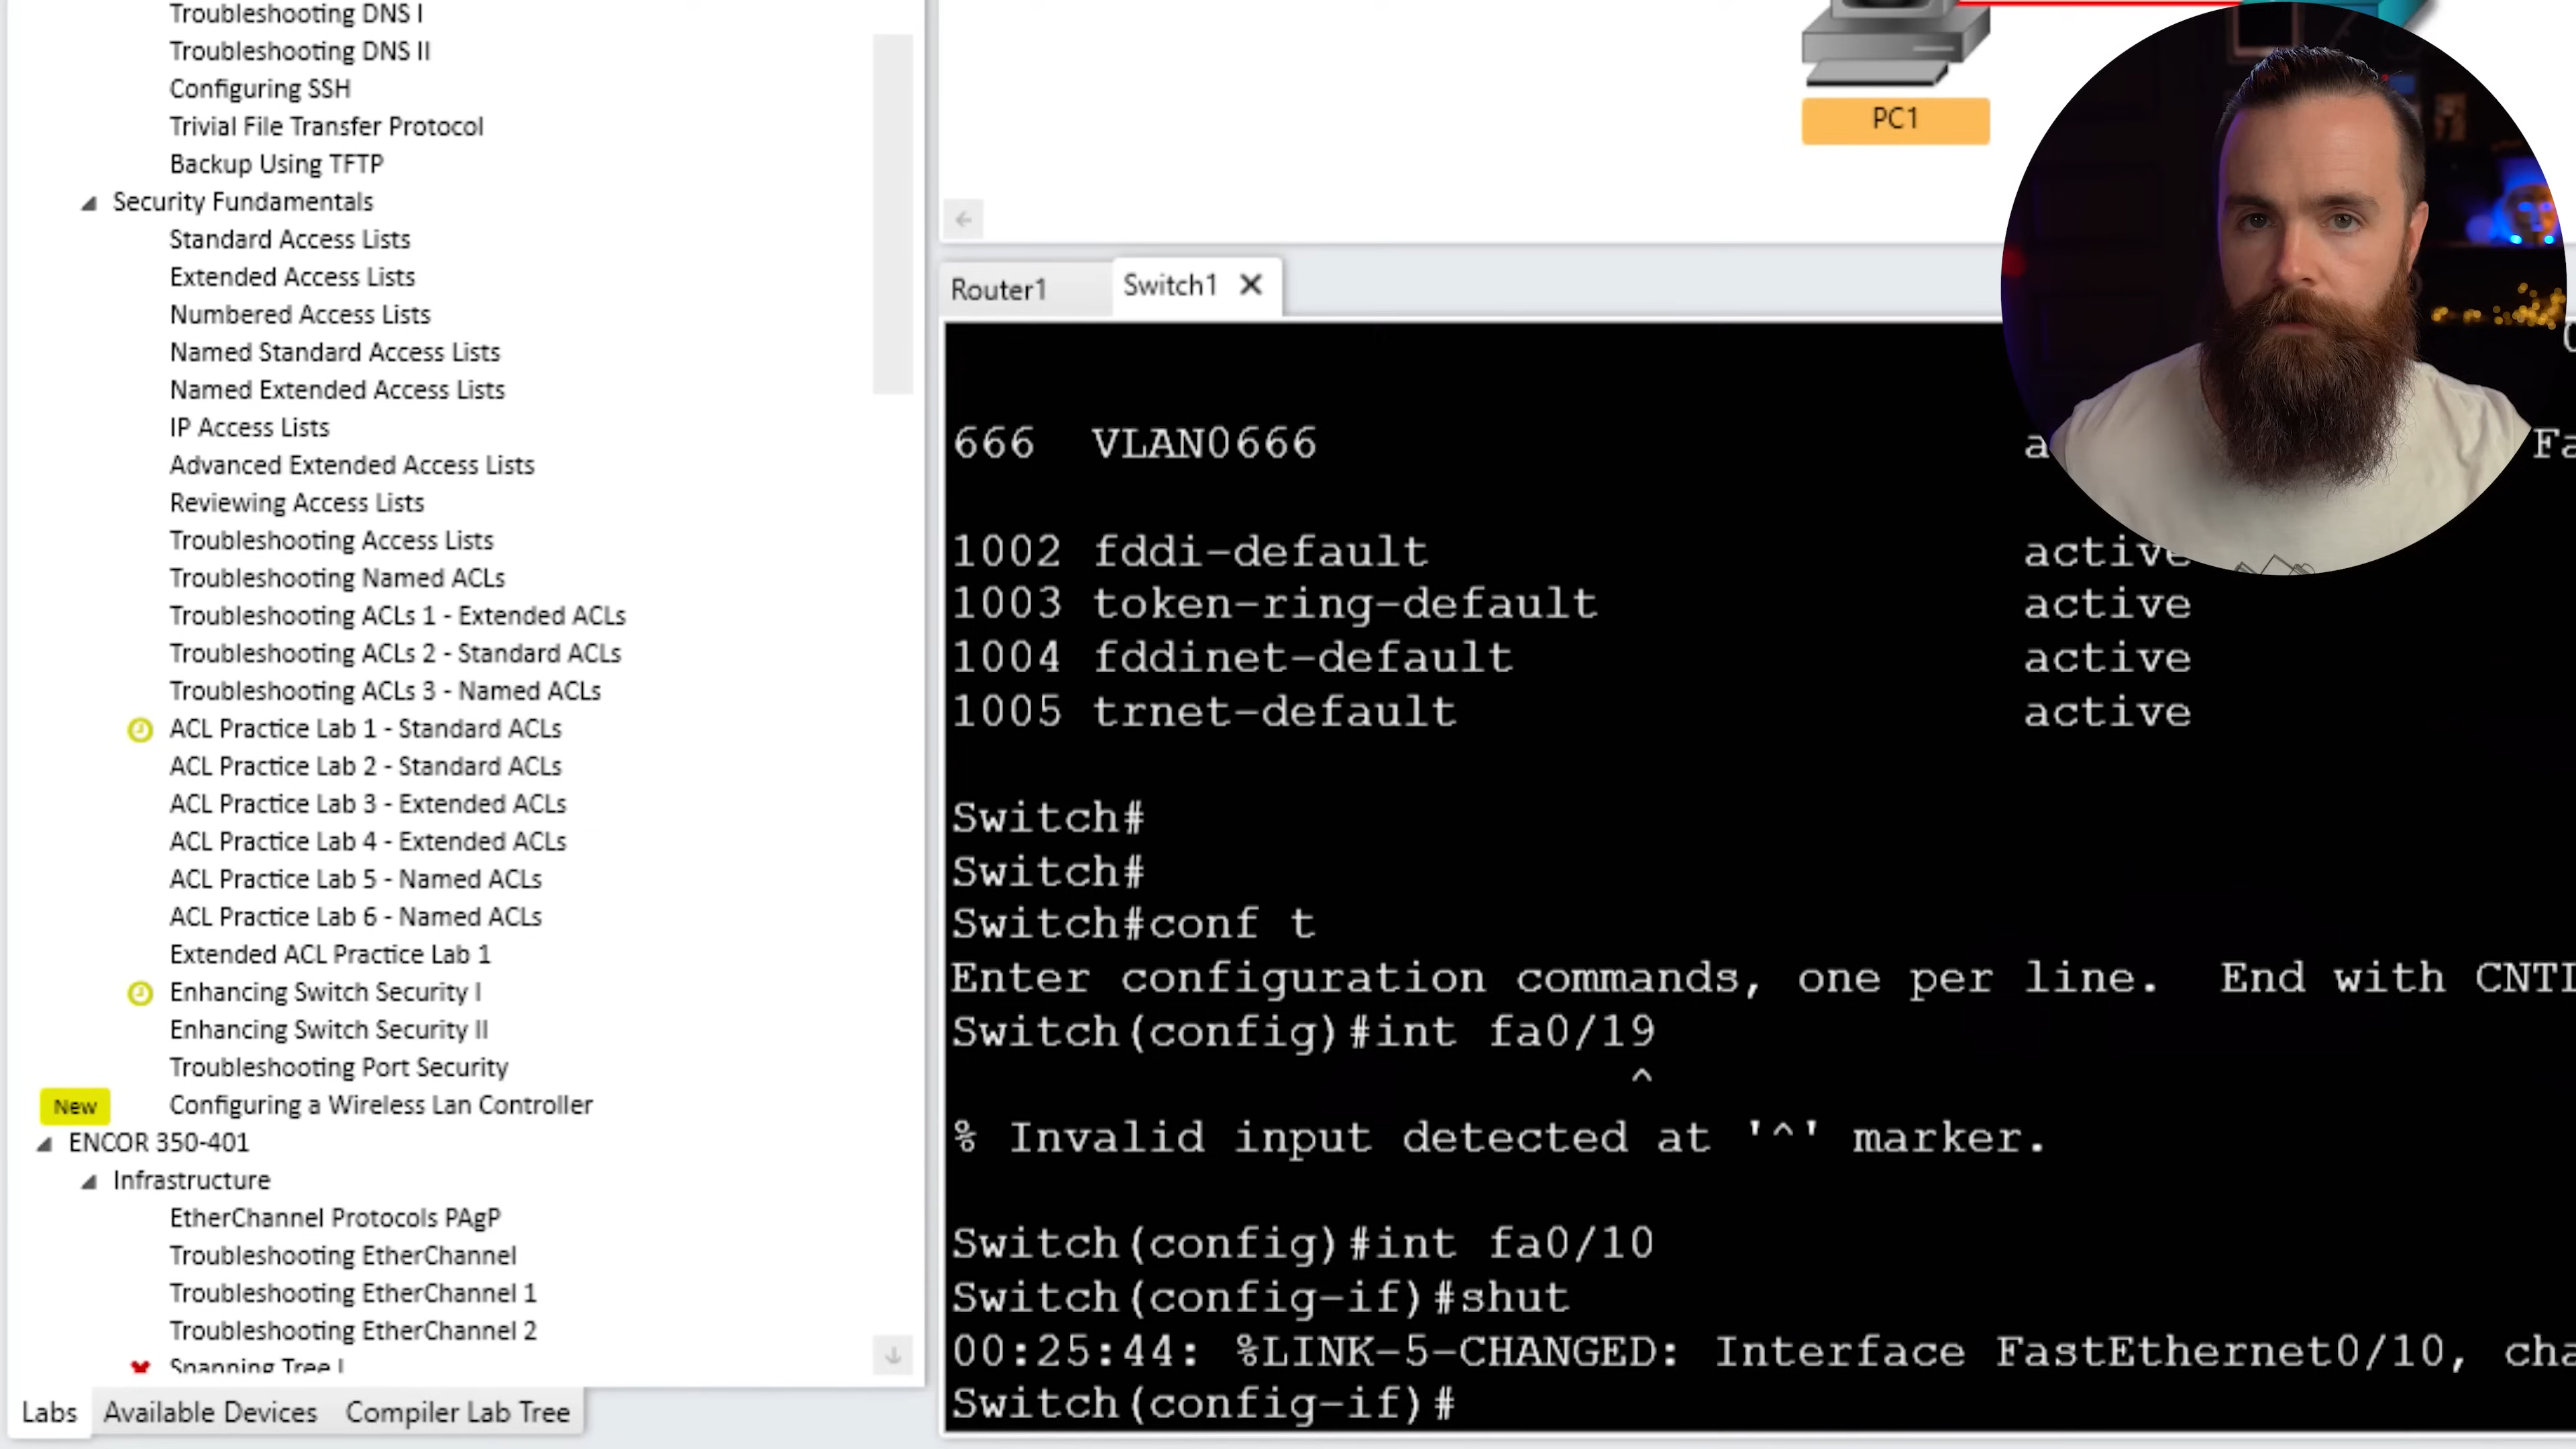 Troubleshooting DNS I
Troubleshooting DNS II
Configuring SSH
Trivial File Transfer Protocol
Backup Using TFTP
Security Fundamentals
Standard Access Lists
Extended Access Lists
Numbered Access Lists
Named Standard Access Lists
Named Extended Access Lists
IP Access Lists
Advanced Extended Access Lists
Reviewing Access Lists
Troubleshooting Access Lists
Troubleshooting Named ACLs
Troubleshooting ACLs 1 - Extended ACLs
Troubleshooting ACLs 2 - Standard ACLs
Troubleshooting ACLs 3 - Named ACLs
ACL Practice Lab 1 - Standard ACLs
ACL Practice Lab 2 - Standard ACLs
ACL Practice Lab 3 - Extended ACLs
ACL Practice Lab 4 - Extended ACLs
ACL Practice Lab 5 - Named ACLs
ACL Practice Lab 6 - Named ACLs
Extended ACL Practice Lab 1
Enhancing Switch Security I
Enhancing Switch Security II
Troubleshooting Port Security
New Configuring a Wireless Lan Controller
ENCOR 350-401
Infrastructure
EtherChannel Protocols PAgP
Troubleshooting EtherChannel
Troubleshooting EtherChannel 1
Troubleshooting EtherChannel 2
Spanning Tree I
Labs Available Devices Compiler Lab Tree
PC1
Router1 Switch1
666 VLAN0666 a Fa
1002 fddi-default active
1003 token-ring-default active
1004 fddinet-default active
1005 trnet-default active
Switch#
Switch#
Switch#conf t
Enter configuration commands, one per line. End with CNTL
Switch(config)#int fa0/19
^
% Invalid input detected at '^' marker.
Switch(config)#int fa0/10
Switch(config-if)#shut
00:25:44: %LINK-5-CHANGED: Interface FastEthernet0/10, cha
Switch(config-if)#